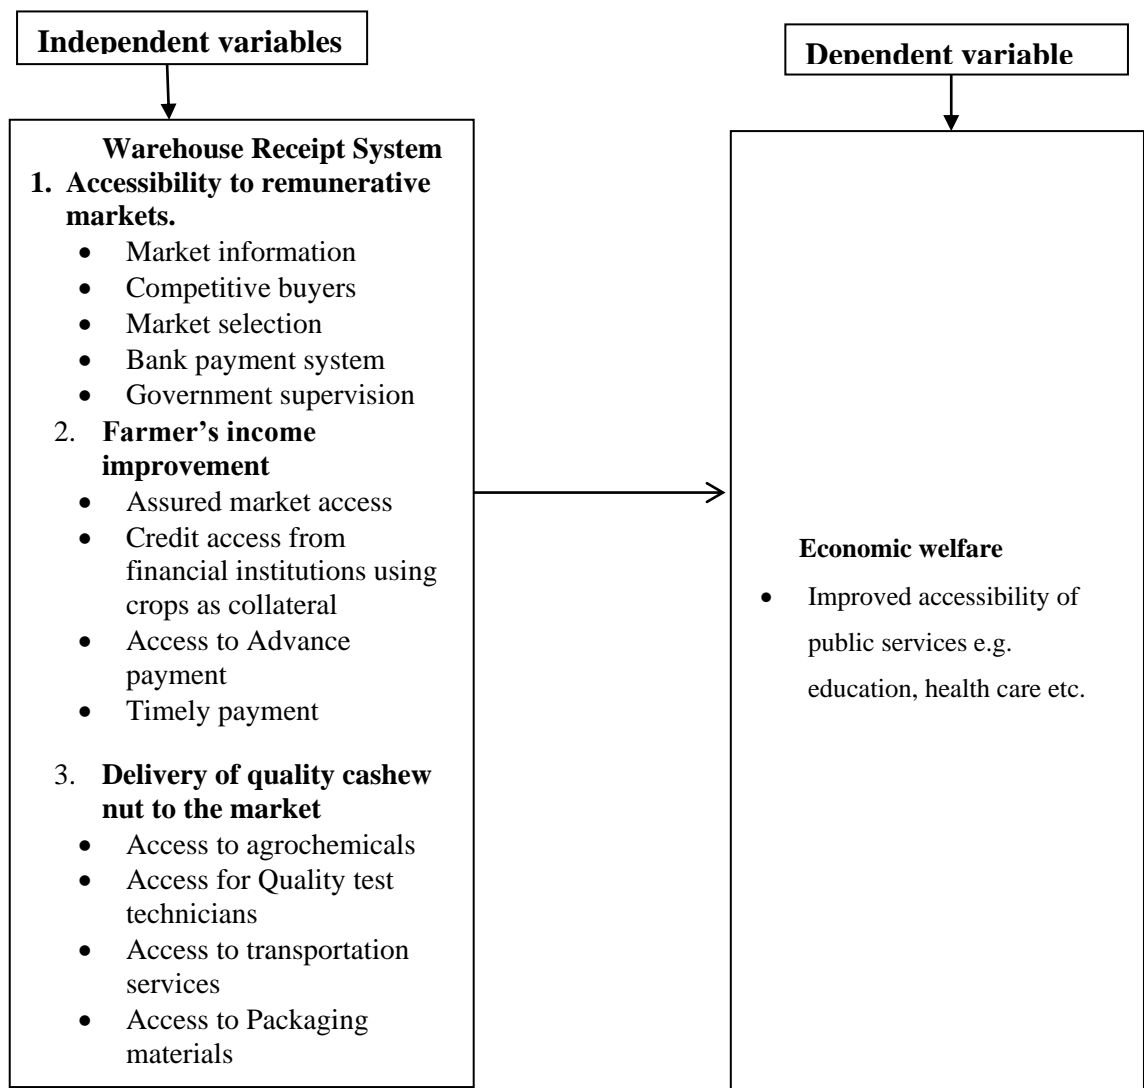 Independent variables
Dependent variable
Warehouse Receipt System
1. Accessibility to remunerative
markets.
• Market information
• Competitive buyers
• Market selection
• Bank payment system
• Government supervision
2. Farmer’s income
improvement
• Assured market access
• Credit access from
financial institutions using
crops as collateral
• Access to Advance
payment
• Timely payment
3. Delivery of quality cashew
nut to the market
• Access to agrochemicals
• Access for Quality test
technicians
• Access to transportation
services
• Access to Packaging
materials
Economic welfare
• Improved accessibility of
public services e.g.
education, health care etc.